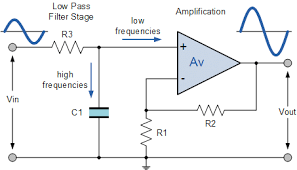 Low Pass
Filter Stage
Amplification
R3
low
frequencies
+
Av
-
high
frequencies
Vin
C1
R2
R1
Vout